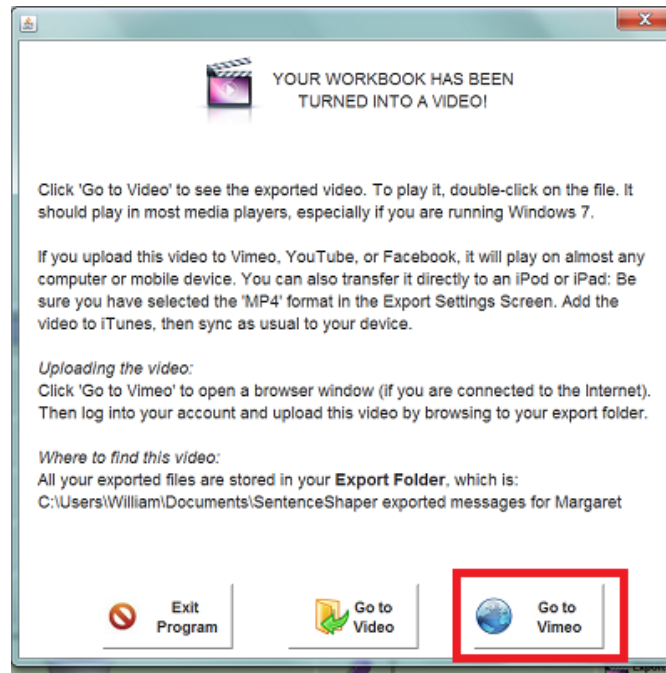 X
YOUR WORKBOOK HAS BEEN
TURNED INTO A VIDEO!
Click 'Go to Video' to see the exported video. To play it, double-click on the file. It
should play in most media players, especially if you are running Windows 7.
If you upload this video to Vimeo, YouTube, or Facebook, it will play on almost any
computer or mobile device. You can also transfer it directly to an iPod or iPad: Be
sure you have selected the 'MP4' format in the Export Settings Screen. Add the
video to iTunes, then sync as usual to your device.
Uploading the video:
Click 'Go to Vimeo' to open a browser window (if you are connected to the Internet).
Then log into your account and upload this video by browsing to your export folder.
Where to find this video:
All your exported files are stored in your Export Folder, which is:
C:\Users\William\Documents\SentenceShaper exported messages for Margaret
Exit
Program
Go to
Video
Go to
Vimeo